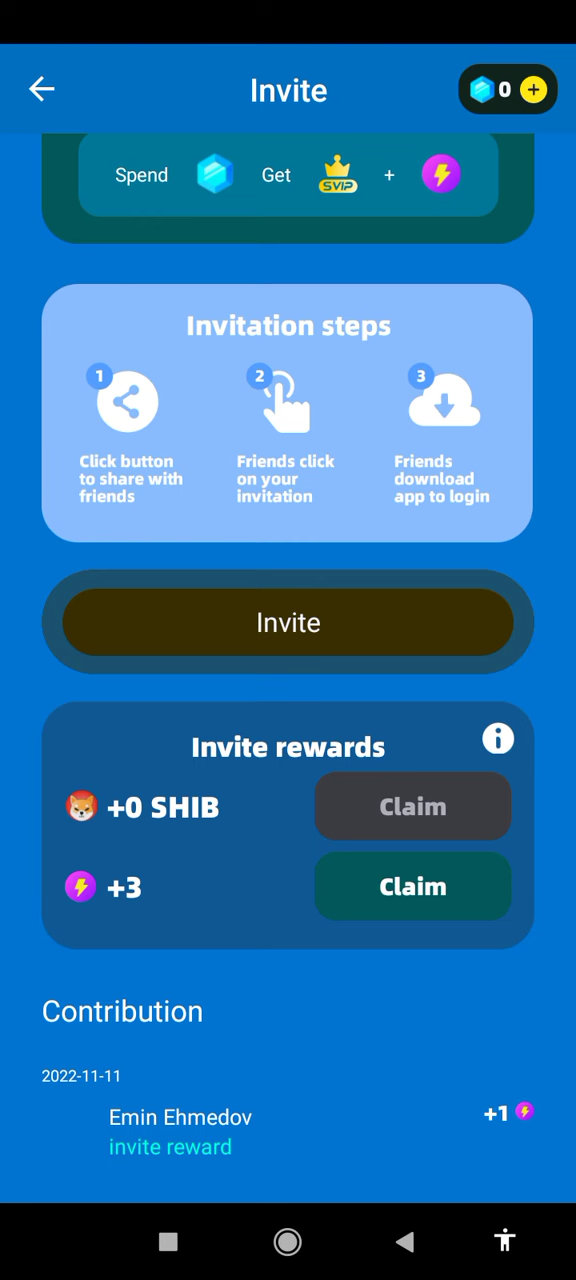 Invite
0 +
Spend Get SVIP +
Invitation steps
1 2 3
Click button
to share with
friends
Friends click
on your
invitation
Friends
download
app to login
Invite
Invite rewards
+0 SHIB Claim
+3 Claim
Contribution
2022-11-11
Emin Ehmedov +1
invite reward